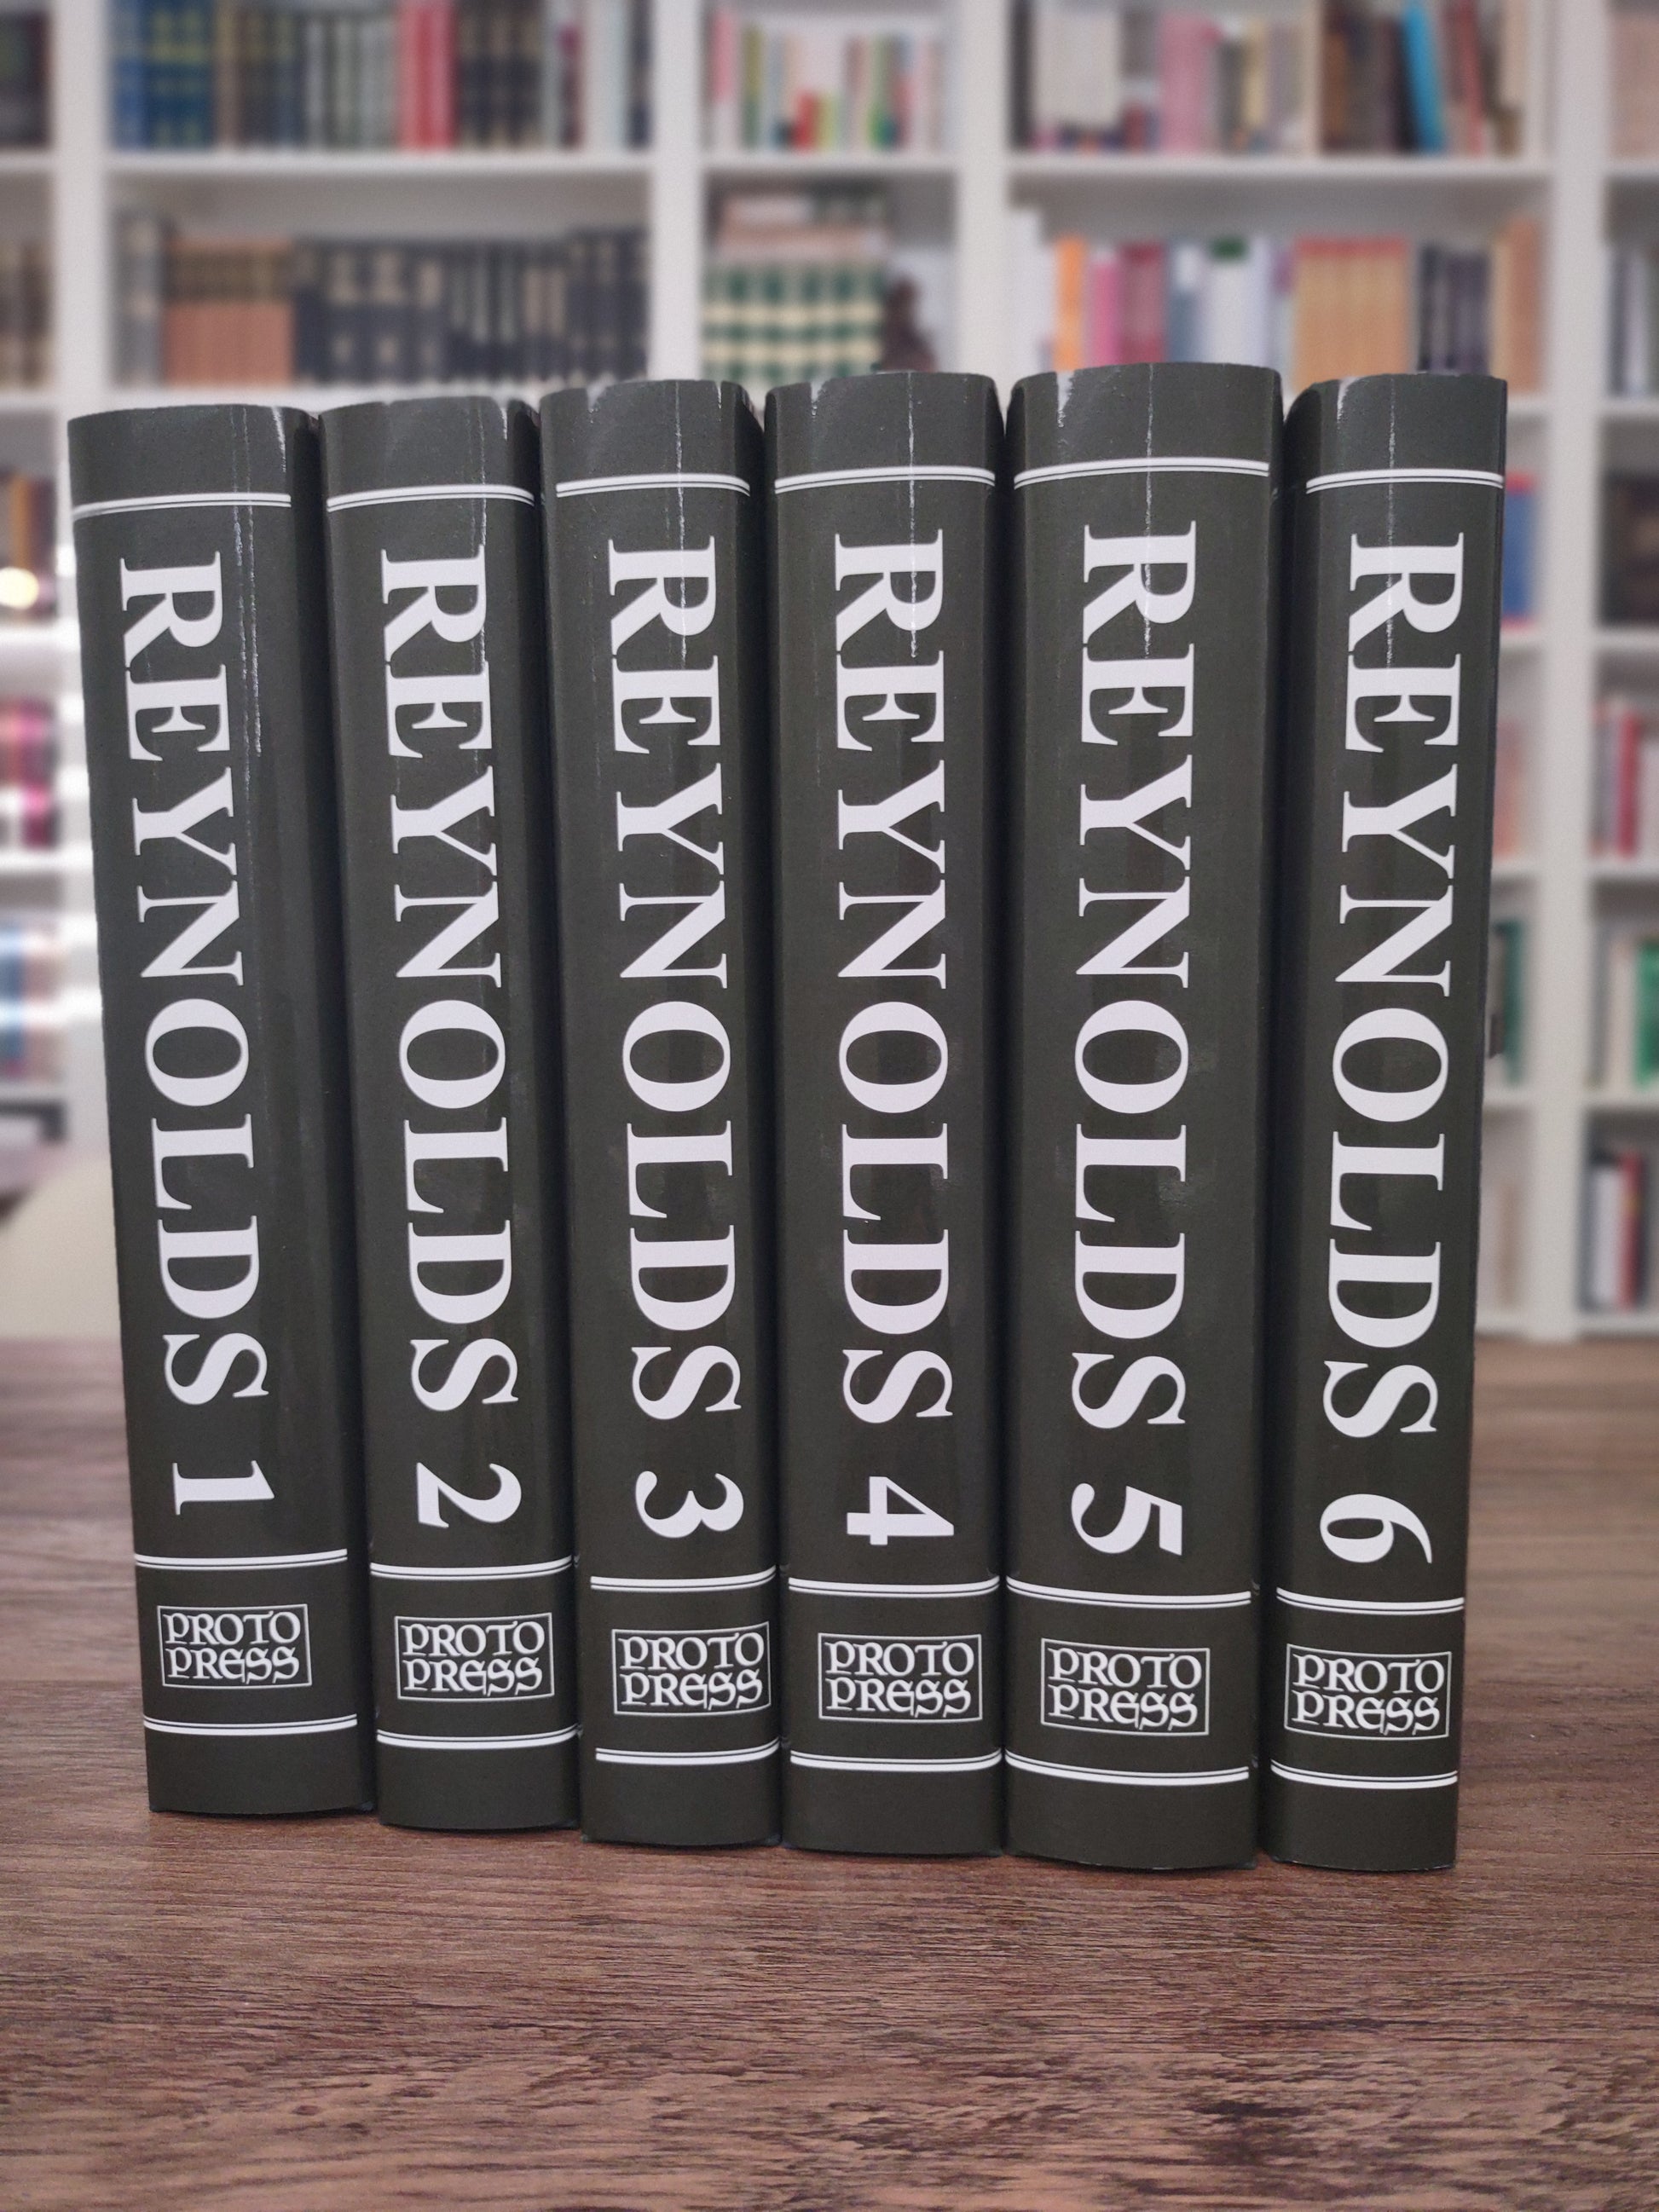 REYNOLDS 1
PROTO
PRESS
REYNOLDS 2
PROTO
PRESS
REYNOLDS 3
PROTO
PRESS
REYNOLDS 4
PROTO
PRESS
REYNOLDS 5
PROTO
PRESS
REYNOLDS 6
PROTO
PRESS